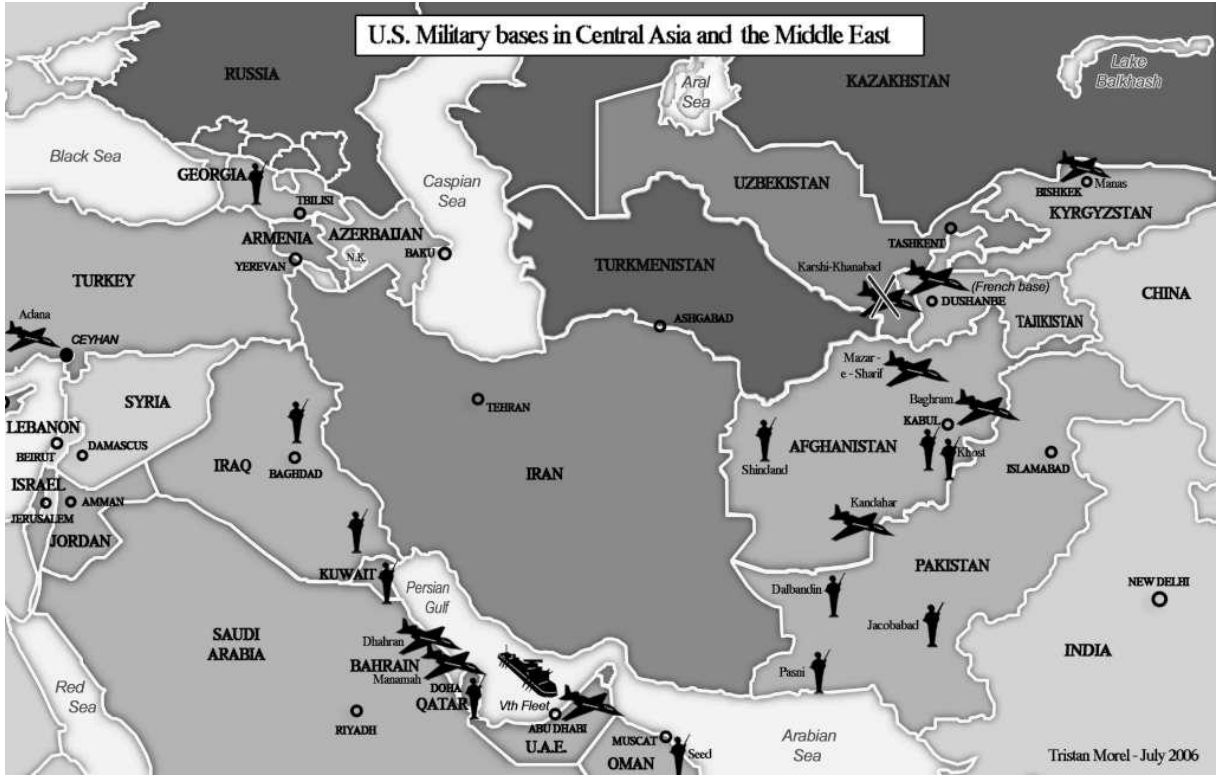 U.S. Military bases in Central Asia and the Middle East
RUSSIA
KAZAKHSTAN
Lake
Balkhash
Aral
Sea
Black Sea
GEORGIA
Caspian
Sea
UZBEKISTAN
BISHKEK
Manas
KYRGYZSTAN
TBILISI
ARMENIA
AZERBAIJAN
N.K.
BAKU
YEREVAN
TASHKENT
TURKEY
TURKMENISTAN
Karshi-Khanabad
(French base)
DUSHANBE
CHINA
TAJIKISTAN
Adana
CEYHAN
ASHGABAD
Mazar -
e - Sharif
SYRIA
TEHRAN
Baghram
KABUL
LEBANON
BEIRUT
DAMASCUS
IRAQ
BAGHDAD
IRAN
AFGHANISTAN
Shindand
Khost
ISLAMABAD
ISRAEL
AMMAN
JERUSALEM
JORDAN
Kandahar
KUWAIT
Persian
Gulf
PAKISTAN
Dalbandin
NEW DELHI
Jacobabad
SAUDI
ARABIA
Dhahran
BAHRAIN
Manamah
INDIA
Pasni
DOHA
QATAR
Vth Fleet
Red
Sea
RIYADH
ABU DHABI
U.A.E.
MUSCAT
OMAN
Seed
Arabian
Sea
Tristan Morel - July 2006